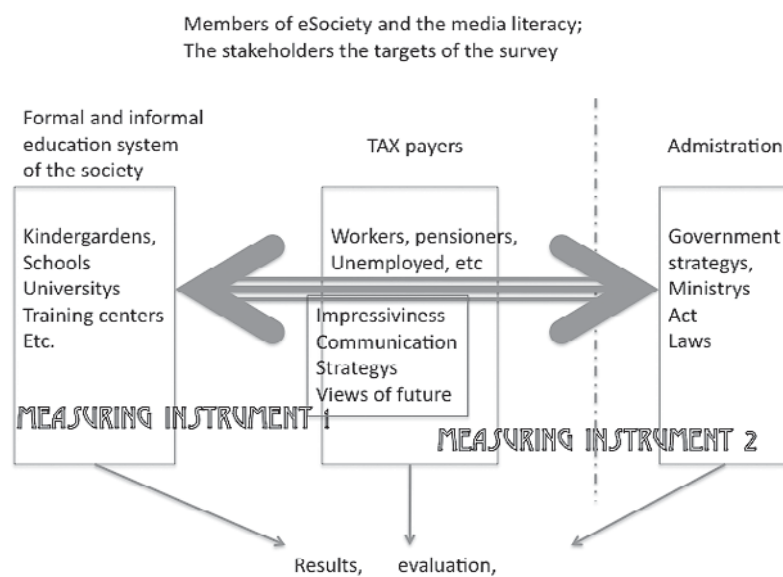 Members of eSociety and the media literacy;
The stakeholders the targets of the survey
Formal and informal
education system
of the society
TAX payers
Admistration
Kindergardens,
Schools
Universitys
Training centers
Etc.
Workers, pensioners,
Unemployed, etc
Impressiviness
Communication
Strategys
Views of future
Government
strategys,
Ministrys
Act
Laws
MEASURING INSTRUMENT 1
MEASURING INSTRUMENT 2
Results, evaluation,